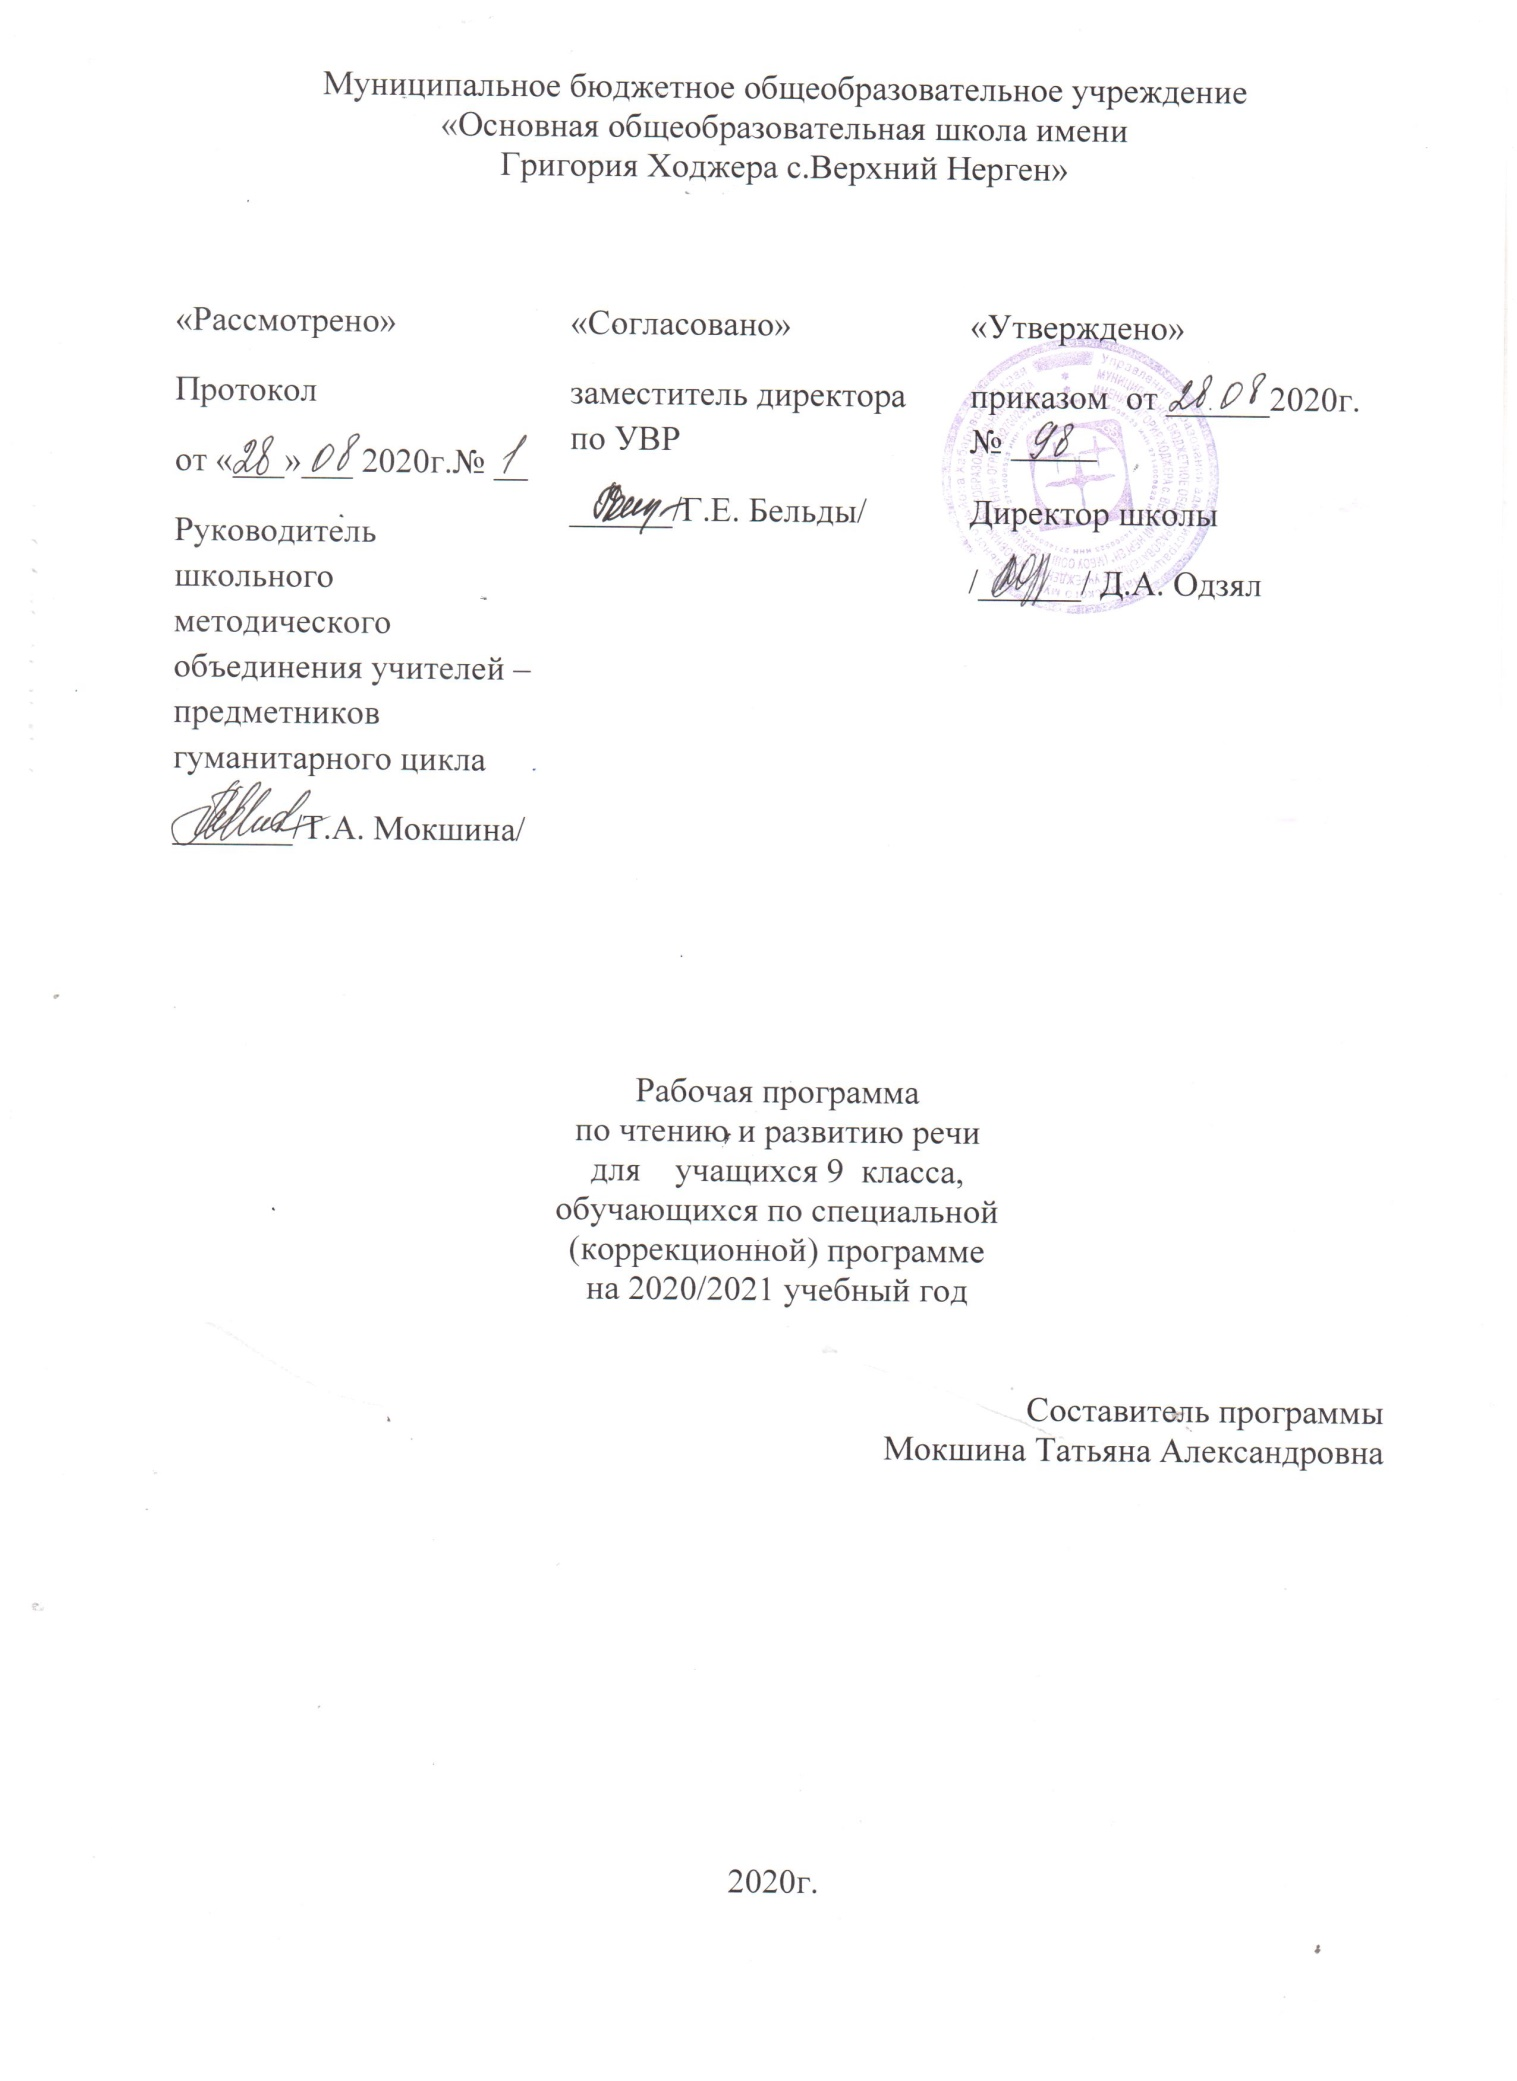 Муниципальное бюджетное общеобразовательное учреждение
«Основная общеобразовательная школа имени
Григория Ходжера с.Верхний Нерген»
«Рассмотрено»
Протокол
от «28» 08 2020г.№ 1
Руководитель
школьного
методического
объединения учителей –
предметников
гуманитарного цикла
/Т.А. Мокшина/
«Согласовано»
заместитель директора
по УВР
/Г.Е. Бельды/
«Утверждено»
приказом от 28.08 2020г.
№ 98
Директор школы
/ / Д.А. Одзял
Рабочая программа
по чтению и развитию речи
для учащихся 9 класса,
обучающихся по специальной
(коррекционной) программе
на 2020/2021 учебный год
Составитель программы
Мокшина Татьяна Александровна
2020г.